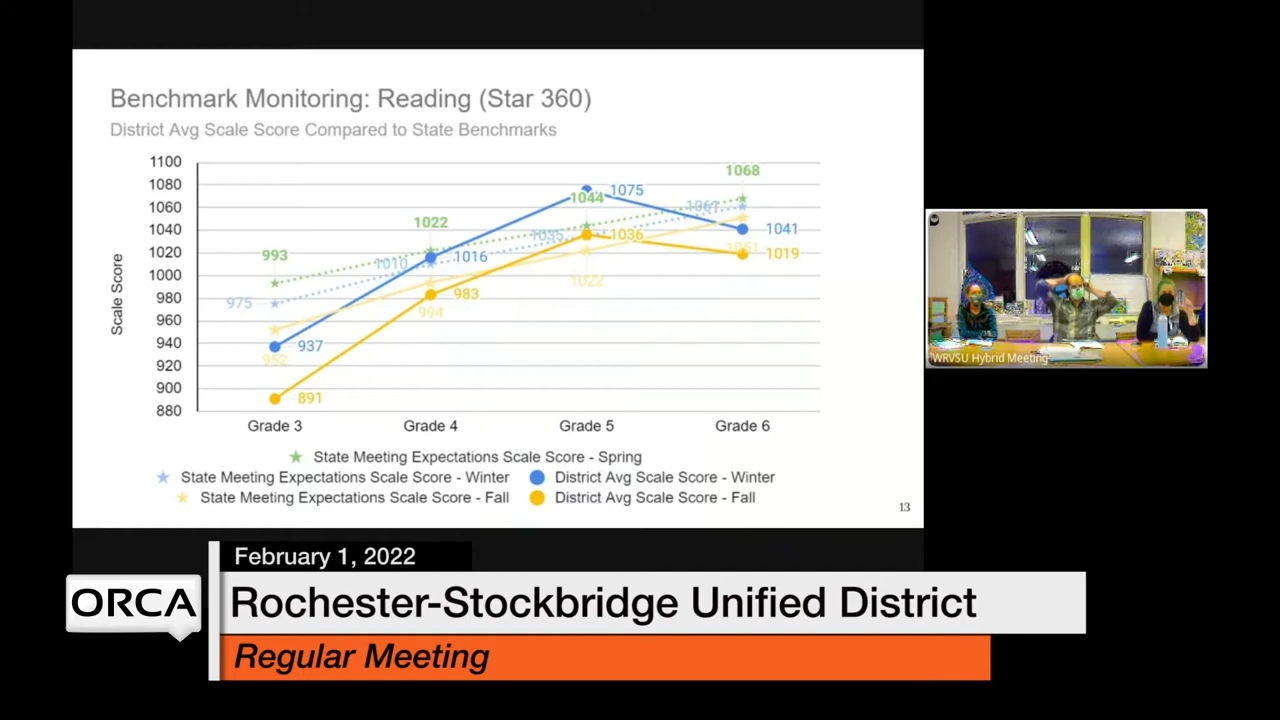 Benchmark Monitoring: Reading (Star 360)
District Avg Scale Score Compared to State Benchmarks
Scale Score
1100
1080
1060
1040
1020
1000
980
960
940
920
900
880
993
975
937
952
891
1022
1010
1016
983
994
1075
1044
1035
1036
1022
1068
1061
1041
1051
1019
Grade 3 Grade 4 Grade 5 Grade 6
State Meeting Expectations Scale Score - Spring
State Meeting Expectations Scale Score - Winter District Avg Scale Score - Winter
State Meeting Expectations Scale Score - Fall District Avg Scale Score - Fall
13
WRVSU Hybrid Meeting
February 1, 2022
ORCA
Rochester-Stockbridge Unified District
Regular Meeting